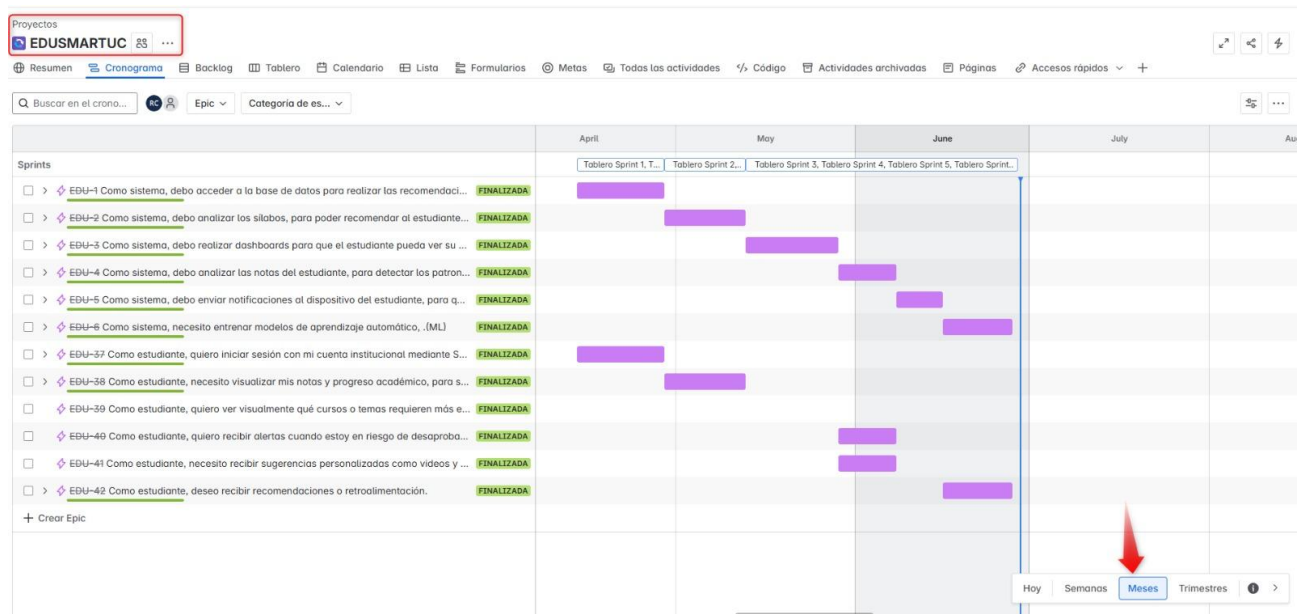 Proyectos
EDUSMARTUC
Resumen Cronograma Backlog Tablero Calendario Lista Formularios Metas Todas las actividades Código Actividades archivadas Páginas Accesos rápidos
Buscar en el crono... RC Epic Categoría de es...
April May June July Au
Sprints Tablero Sprint 1, T... Tablero Sprint 2,... Tablero Sprint 3, Tablero Sprint 4, Tablero Sprint 5, Tablero Sprint..
EDU-1 Como sistema, debo acceder a la base de datos para realizar las recomendaci... FINALIZADA
EDU-2 Como sistema, debo analizar los sílabos, para poder recomendar al estudiante... FINALIZADA
EDU-3 Como sistema, debo realizar dashboards para que el estudiante pueda ver su ... FINALIZADA
EDU-4 Como sistema, debo analizar las notas del estudiante, para detectar los patron... FINALIZADA
EDU-5 Como sistema, debo enviar notificaciones al dispositivo del estudiante, para q... FINALIZADA
EDU-6 Como sistema, necesito entrenar modelos de aprendizaje automático, .(ML) FINALIZADA
EDU-37 Como estudiante, quiero iniciar sesión con mi cuenta institucional mediante S... FINALIZADA
EDU-38 Como estudiante, necesito visualizar mis notas y progreso académico, para s... FINALIZADA
EDU-39 Como estudiante, quiero ver visualmente qué cursos o temas requieren más e... FINALIZADA
EDU-40 Como estudiante, quiero recibir alertas cuando estoy en riesgo de desaproba... FINALIZADA
EDU-41 Como estudiante, necesito recibir sugerencias personalizadas como videos y ... FINALIZADA
EDU-42 Como estudiante, deseo recibir recomendaciones o retroalimentación. FINALIZADA
+ Crear Epic
Hoy Semanas Meses Trimestres